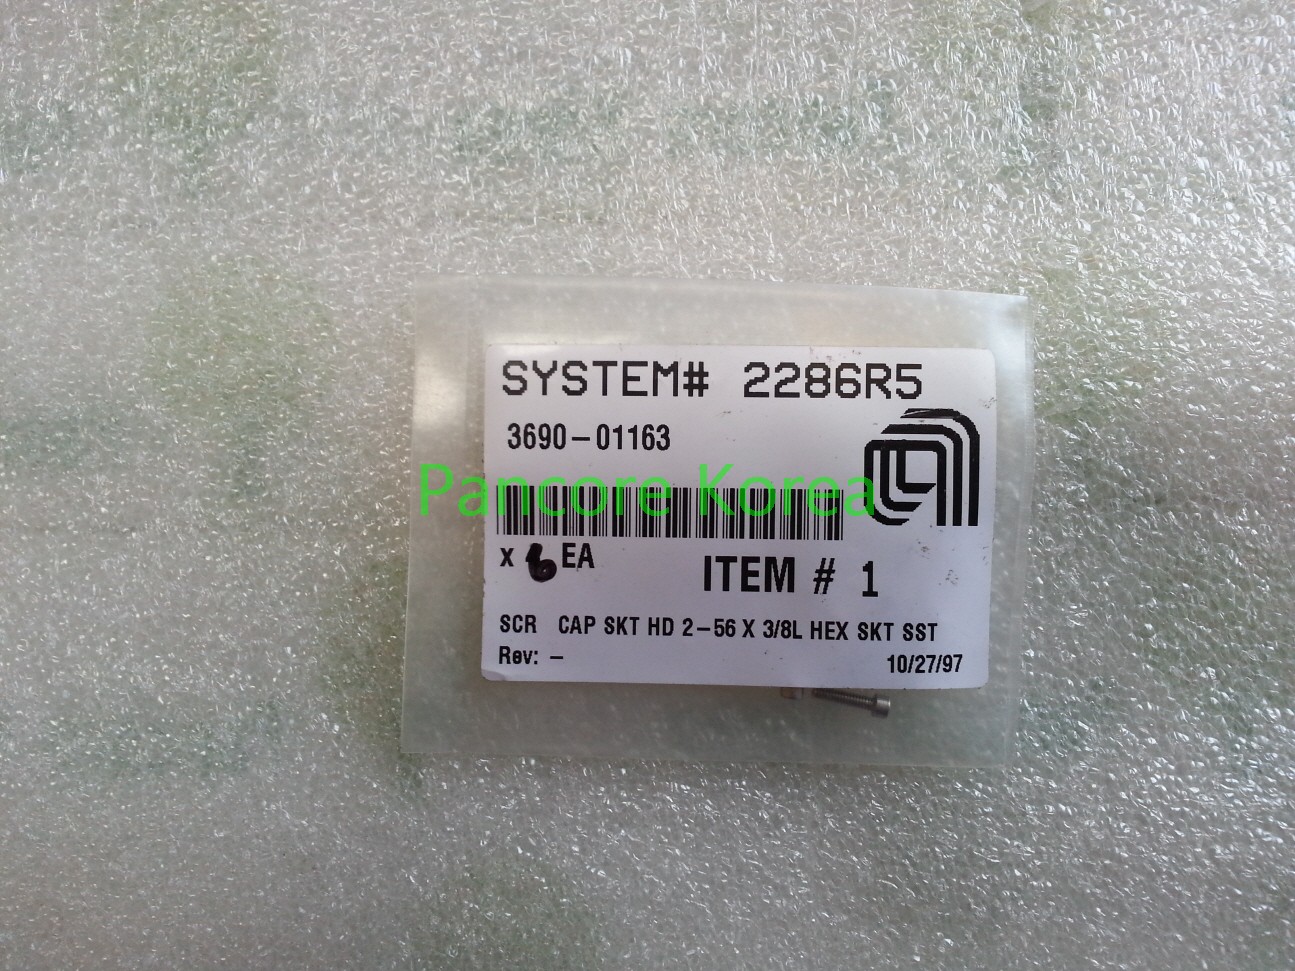 SYSTEM# 2286R5
3690-01163
Pancore Korea
x 6 EA
ITEM # 1
SCR CAP SKT HD 2-56 X 3/8L HEX SKT SST
Rev: -
10/27/97